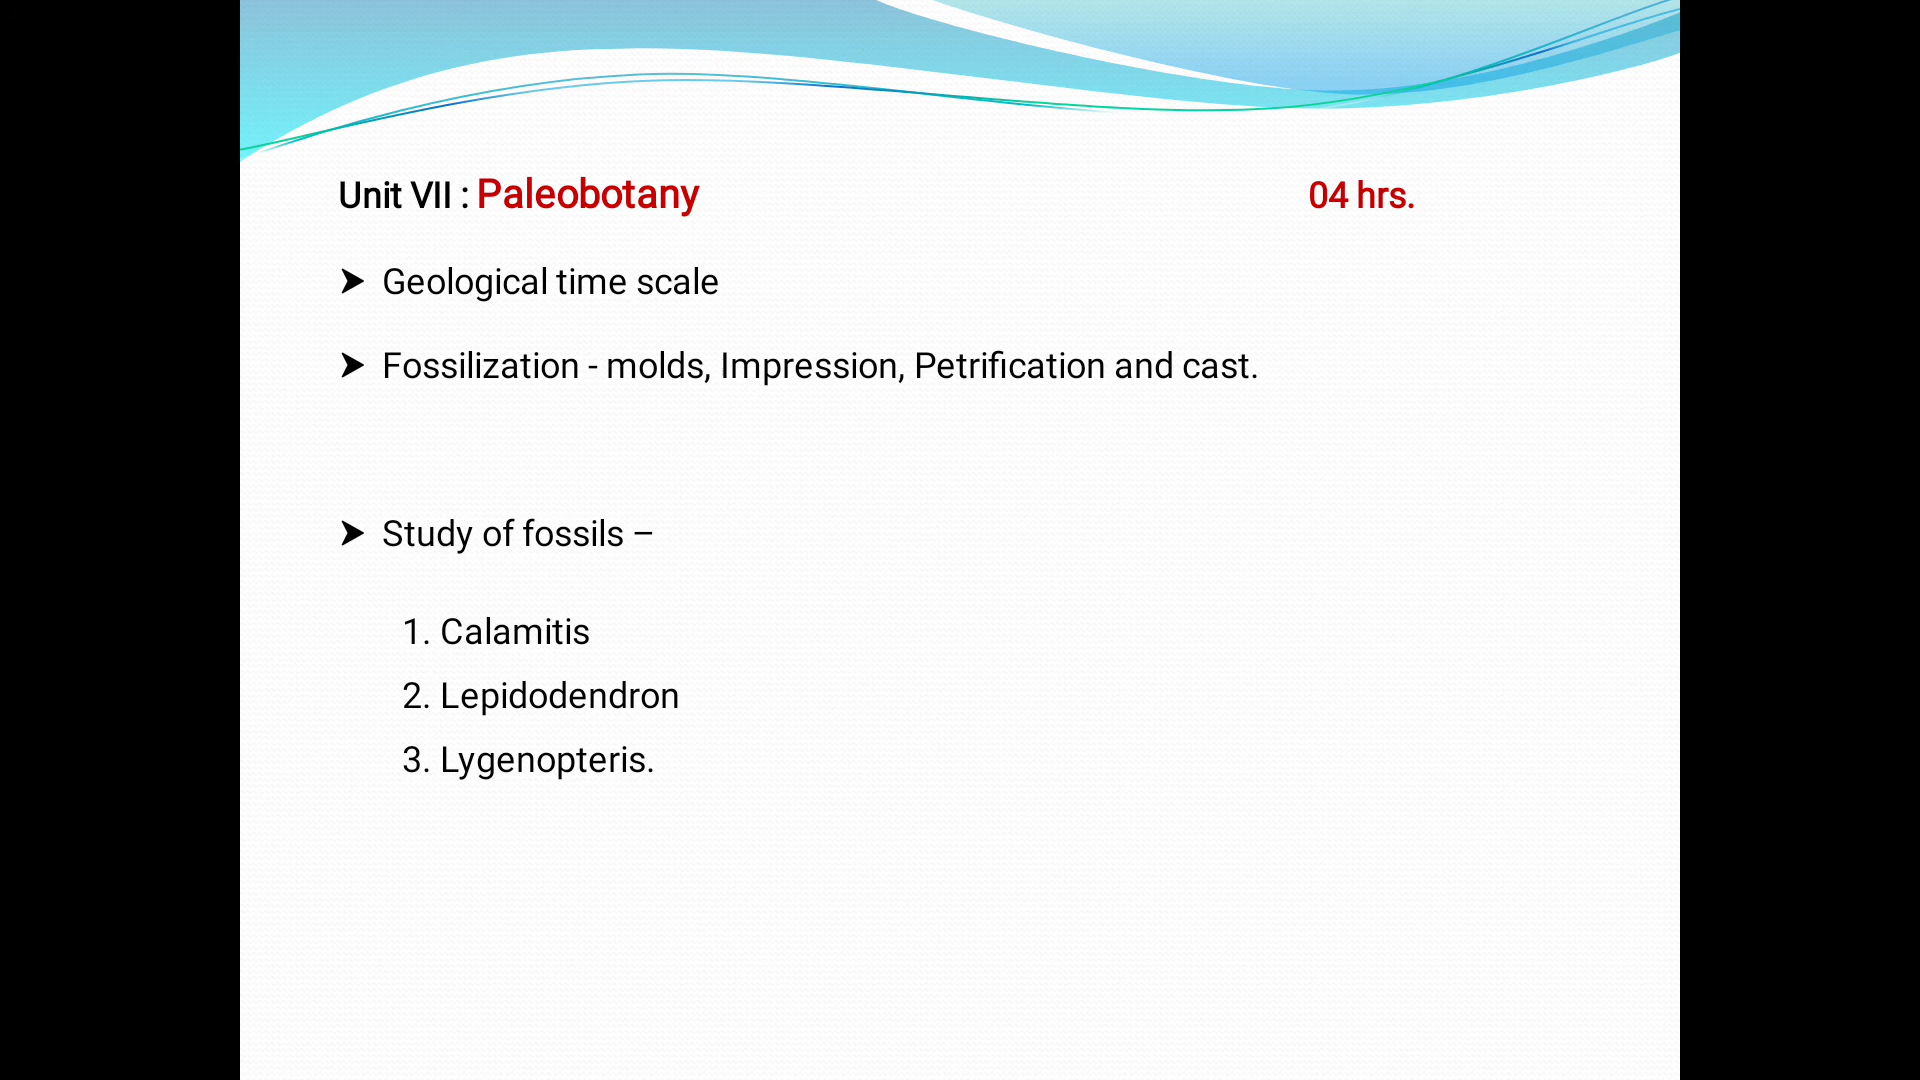 Unit VII : Paleobotany 04 hrs.
➤ Geological time scale
➤ Fossilization - molds, Impression, Petrification and cast.
➤ Study of fossils –
1. Calamitis
2. Lepidodendron
3. Lygenopteris.